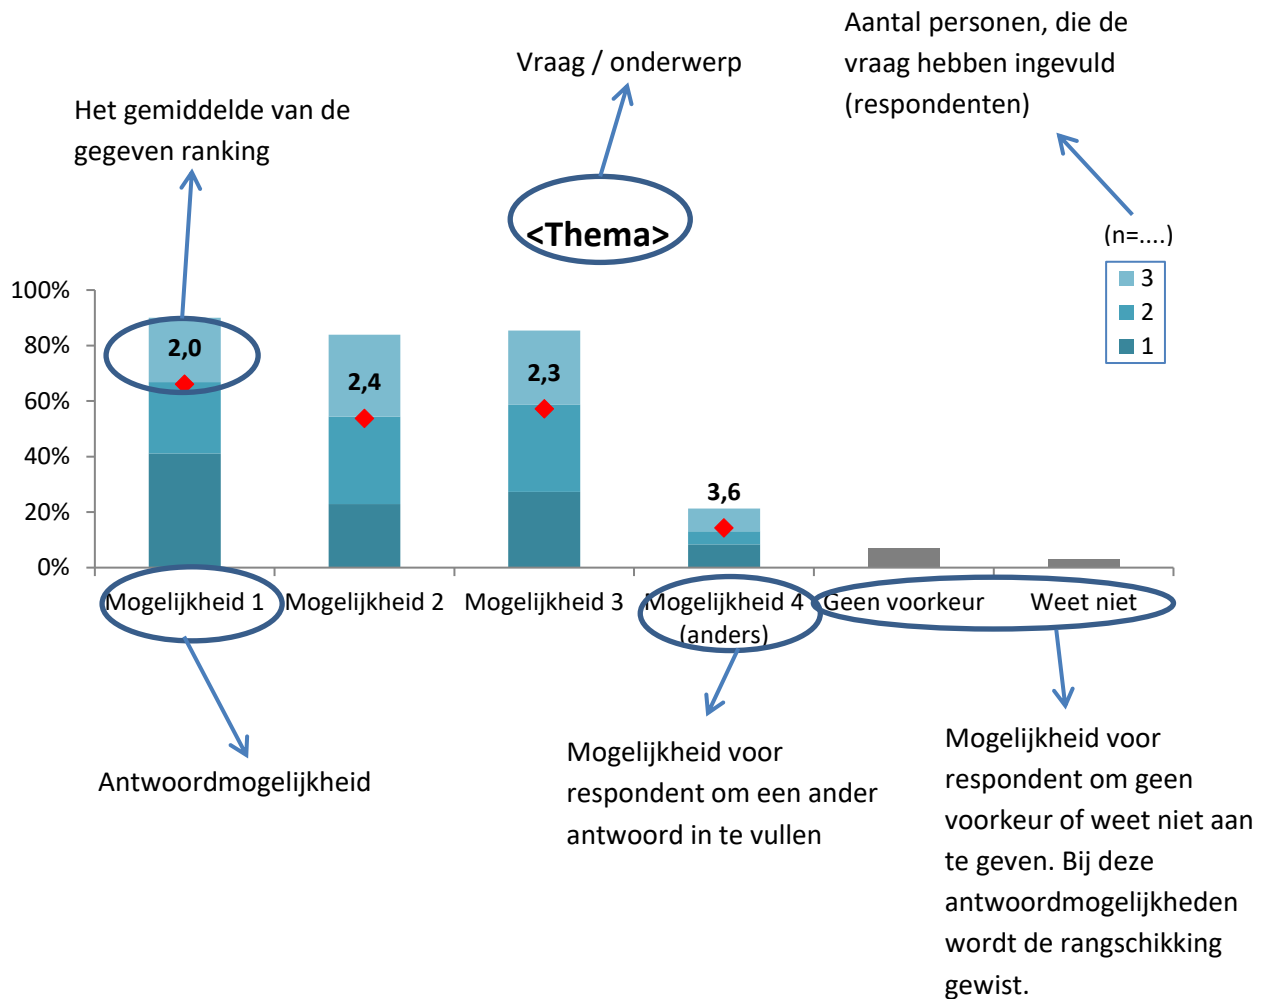 Aantal personen, die de
vraag hebben ingevuld
(respondenten)
Vraag / onderwerp
Het gemiddelde van de
gegeven ranking
<Thema>
(n=....)
3
2
1
100%
80%
60%
40%
20%
0%
2,0
2,4
2,3
3,6
Mogelijkheid 1
Mogelijkheid 2
Mogelijkheid 3
Mogelijkheid 4
(anders)
Geen voorkeur
Weet niet
Antwoordmogelijkheid
Mogelijkheid voor
respondent om een ander
antwoord in te vullen
Mogelijkheid voor
respondent om geen
voorkeur of weet niet aan
te geven. Bij deze
antwoordmogelijkheden
wordt de rangschikking
gewist.